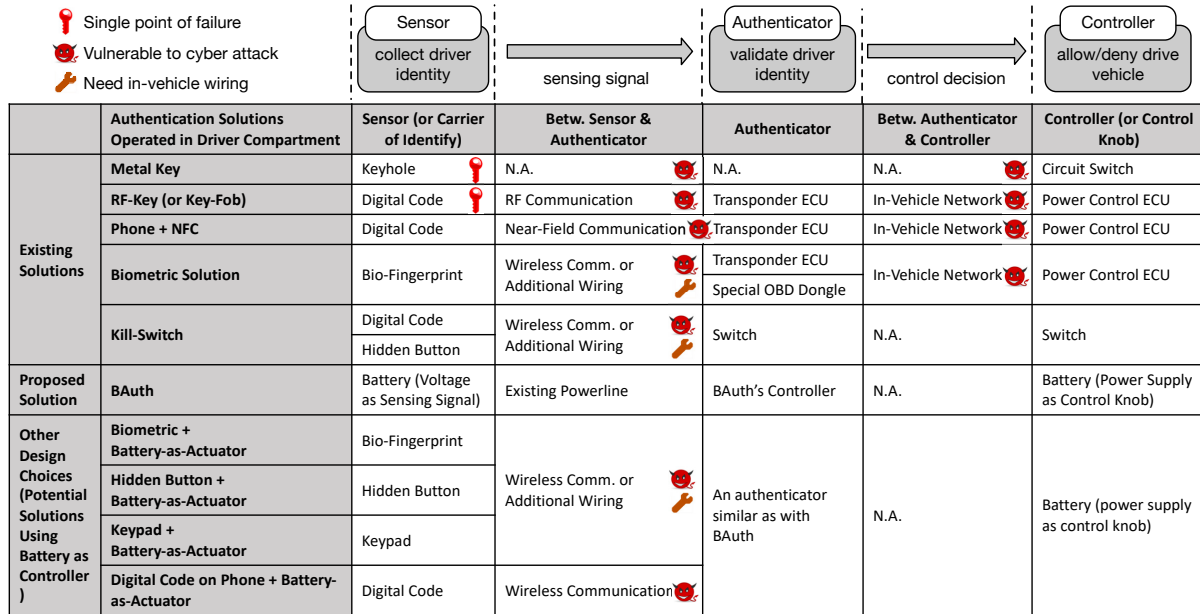 Single point of failure
Vulnerable to cyber attack
Need in-vehicle wiring
Sensor
collect driver
identity
sensing signal
Authenticator
validate driver
identity
control decision
Controller
allow/deny drive
vehicle
Authentication Solutions
Operated in Driver Compartment
Sensor (or Carrier
of Identify)
Betw. Sensor &
Authenticator
Authenticator
Betw. Authenticator
& Controller
Controller (or Control
Knob)
Existing
Solutions
Metal Key
Keyhole
N.A.
N.A.
N.A.
Circuit Switch
RF-Key (or Key-Fob)
Digital Code
RF Communication
Transponder ECU
In-Vehicle Network
Power Control ECU
Phone + NFC
Digital Code
Near-Field Communication
Transponder ECU
In-Vehicle Network
Power Control ECU
Biometric Solution
Bio-Fingerprint
Wireless Comm. or
Additional Wiring
Transponder ECU
Special OBD Dongle
In-Vehicle Network
Power Control ECU
Kill-Switch
Digital Code
Hidden Button
Wireless Comm. or
Additional Wiring
Switch
N.A.
Switch
Proposed
Solution
BAuth
Battery (Voltage
as Sensing Signal)
Existing Powerline
BAuth's Controller
N.A.
Battery (Power Supply
as Control Knob)
Other
Design
Choices
(Potential
Solutions
Using
Battery as
Controller
)
Biometric +
Battery-as-Actuator
Bio-Fingerprint
Hidden Button +
Battery-as-Actuator
Hidden Button
Keypad +
Battery-as-Actuator
Keypad
Wireless Comm. or
Additional Wiring
Digital Code on Phone + Battery-
as-Actuator
Digital Code
Wireless Communication
An authenticator
similar as with
BAuth
N.A.
Battery (power supply
as control knob)